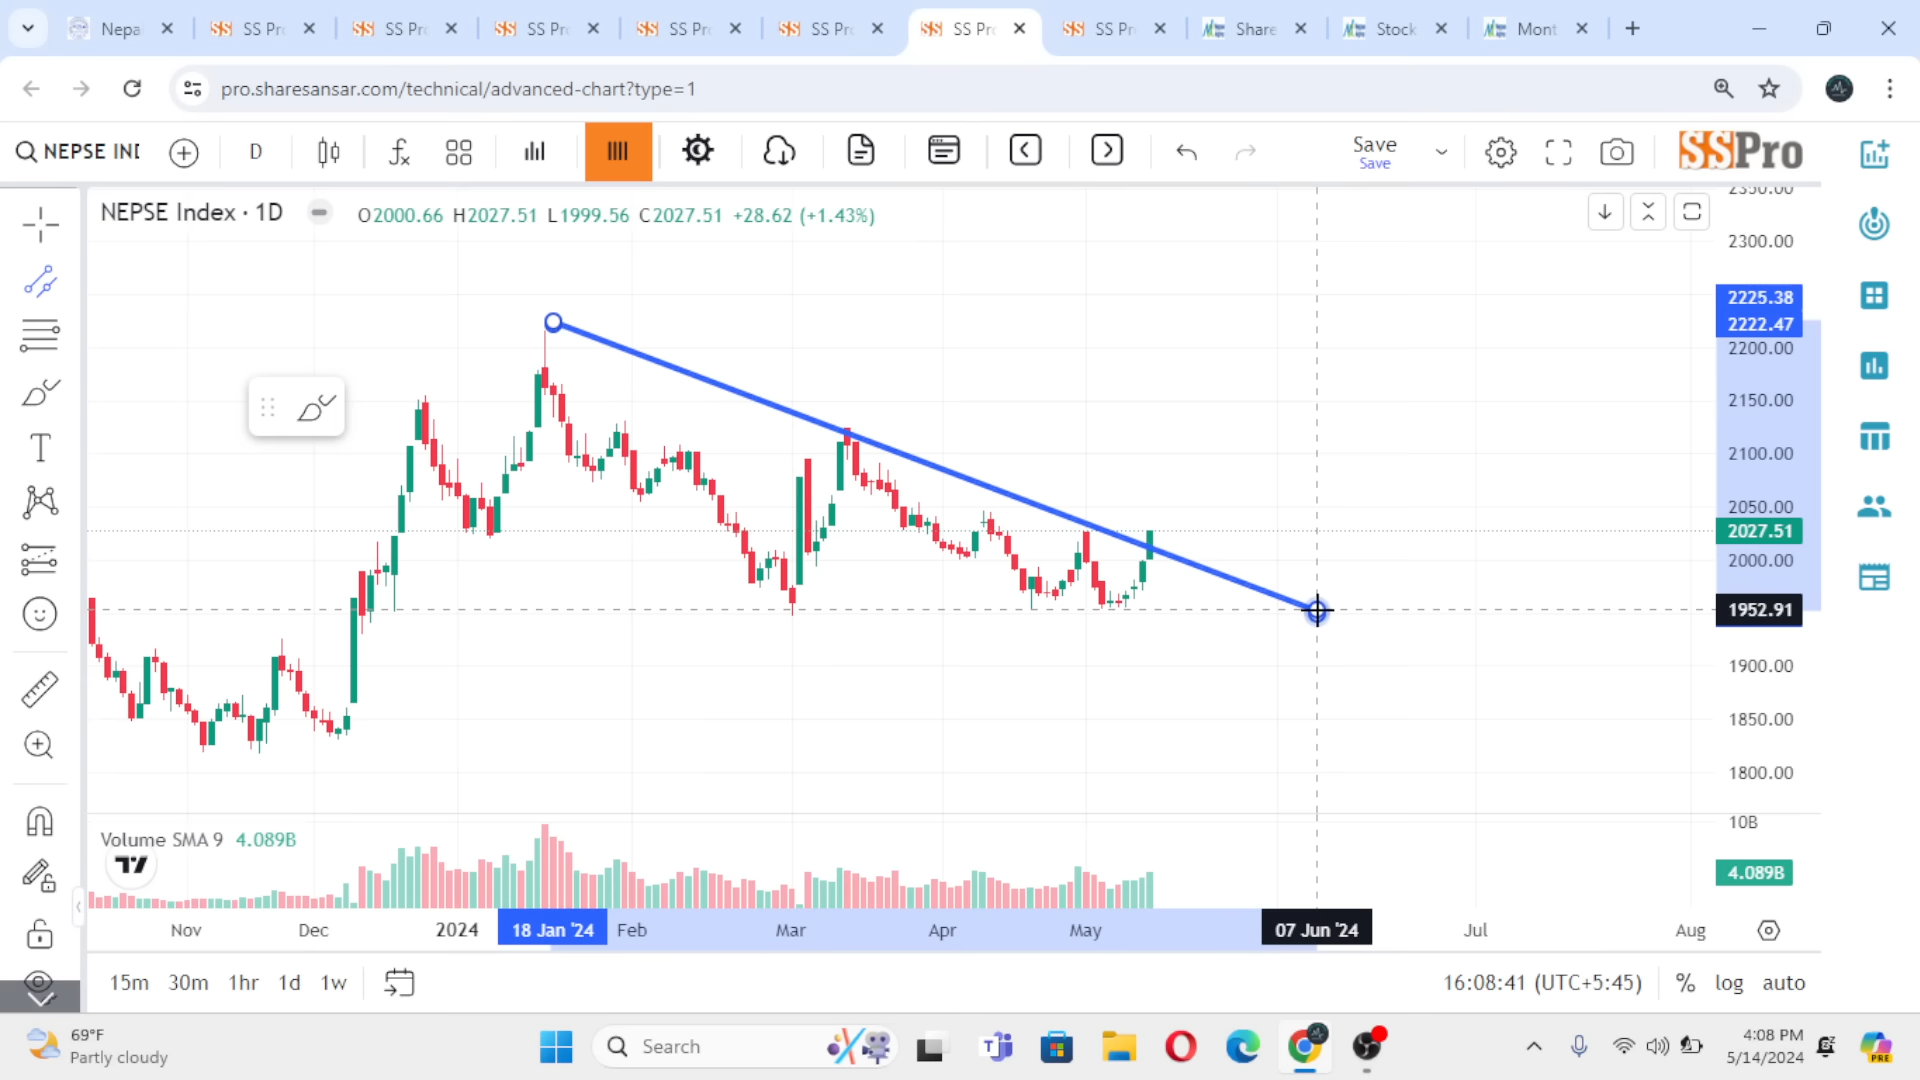 Nepa
SS Pr
SS Pr
SS Pr
SS Pr
SS Pr
SS Pr
SS Pr
Share
Stock
Mont
pro.sharesansar.com/technical/advanced-chart?type=1
NEPSE INI
D
Save
Save
SSPro
NEPSE Index · 1D
O2000.66 H2027.51 L1999.56 C2027.51 +28.62 (+1.43%)
2350.00
2300.00
2225.38
2222.47
2200.00
2150.00
2100.00
2050.00
2027.51
2000.00
1952.91
1900.00
1850.00
1800.00
Volume SMA 9 4.089B
10B
4.089B
Nov
Dec
2024
18 Jan '24
Feb
Mar
Apr
May
07 Jun '24
Jul
Aug
15m 30m 1hr 1d 1w
16:08:41 (UTC+5:45)
% log auto
69°F
Partly cloudy
Search
4:08 PM
5/14/2024
PRE